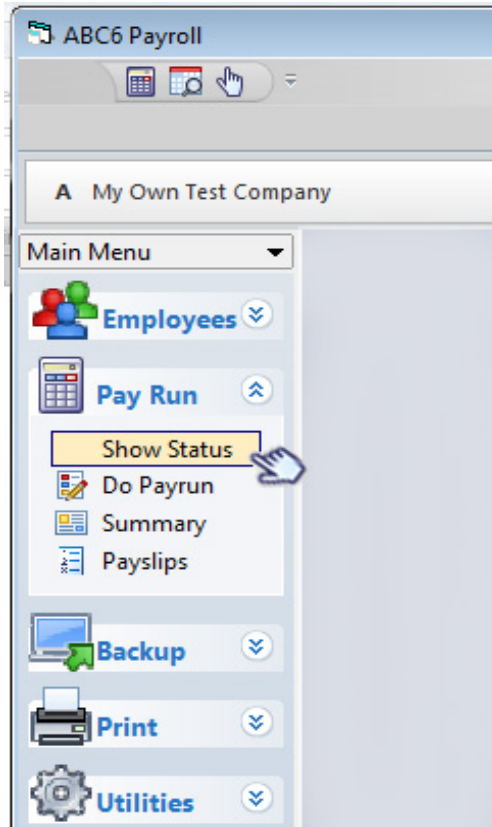 ABC6 Payroll
A My Own Test Company
Main Menu
Employees
Pay Run
Show Status
Do Payrun
Summary
Payslips
Backup
Print
Utilities